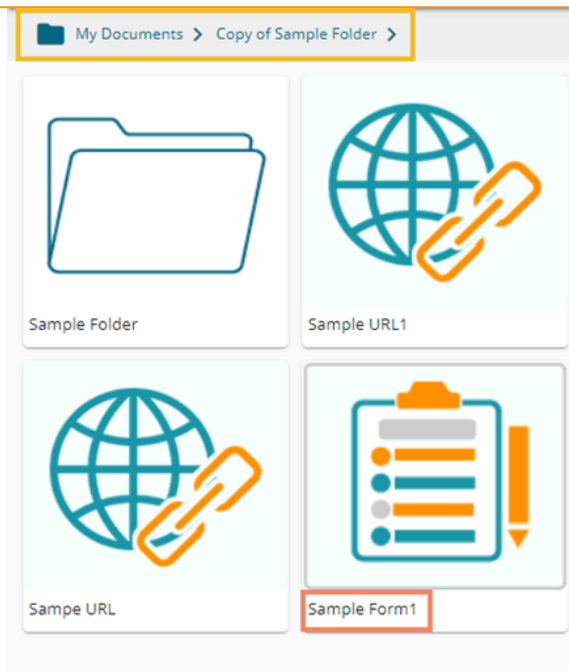 My Documents > Copy of Sample Folder >
Sample Folder
Sample URL1
Sampe URL
Sample Form1